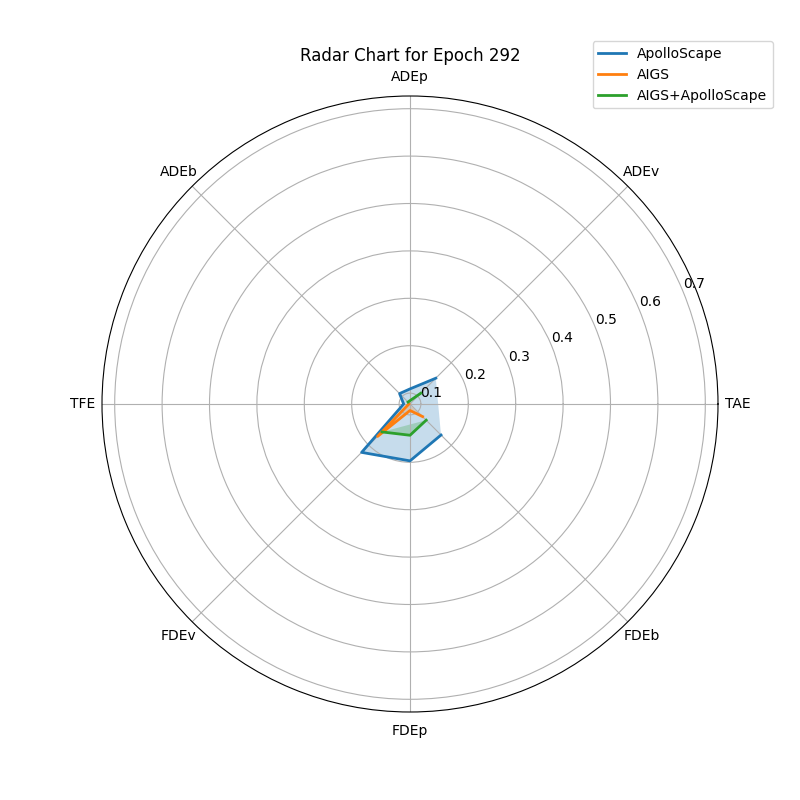 Radar Chart for Epoch 292
ApolloScape
AIGS
AIGS+ApolloScape
ADEp
ADEb
ADEv
0.7
0.6
0.5
0.4
0.3
0.2
0.1
TFE
TAE
FDEv
FDEb
FDEp